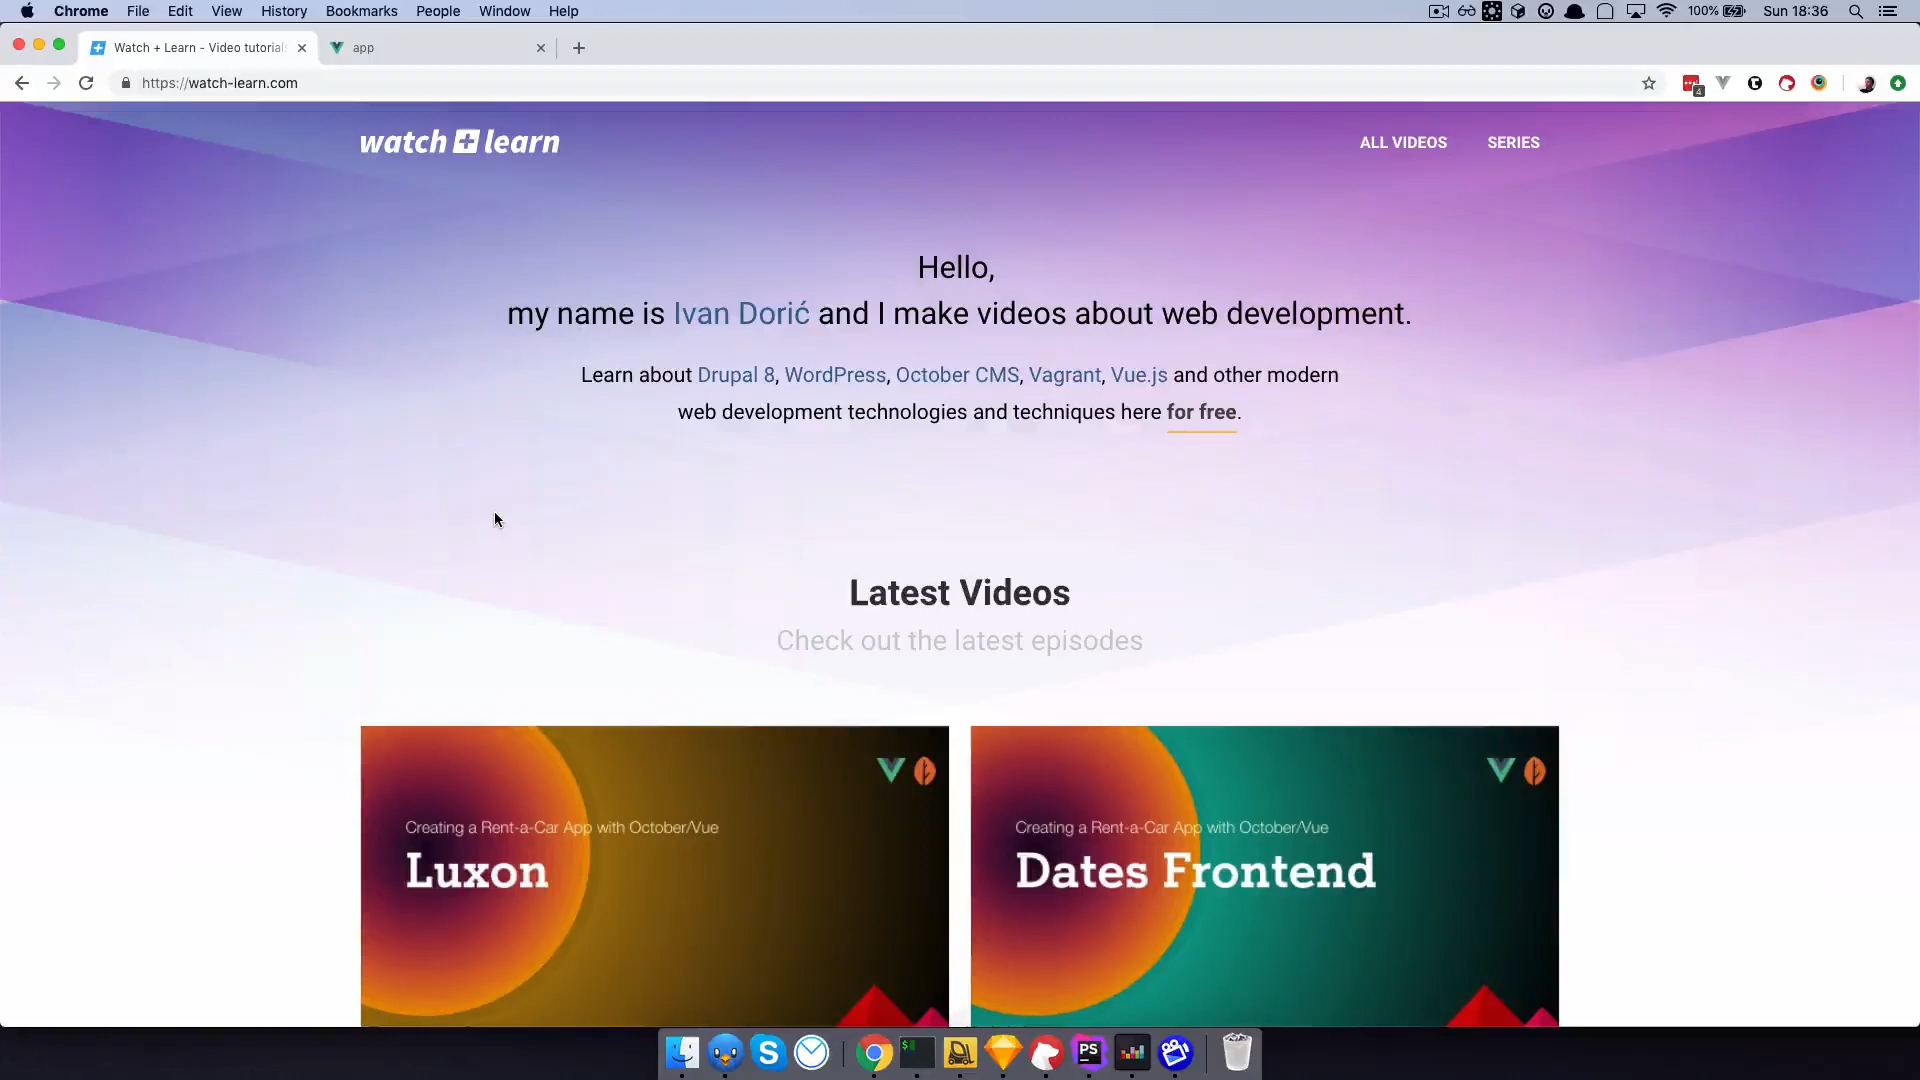 Chrome File Edit View History Bookmarks People Window Help 100% Sun 18:36
Watch + Learn - Video tutorials app
https://watch-learn.com 4
watch learn ALL VIDEOS SERIES
Hello,
my name is Ivan Dorić and I make videos about web development.
Learn about Drupal 8, WordPress, October CMS, Vagrant, Vue.js and other modern
web development technologies and techniques here for free.
Latest Videos
Check out the latest episodes
Creating a Rent-a-Car App with October/Vue
Luxon
Creating a Rent-a-Car App with October/Vue
Dates Frontend
S $ PS